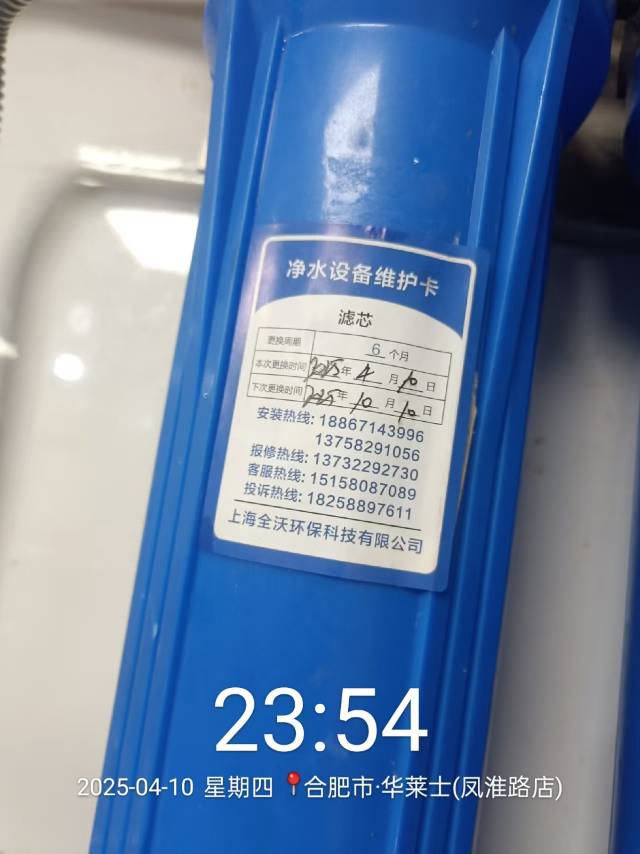 净水设备维护卡
滤芯
更换周期 6 个月
本次更换时间 2025年 4 月 10 日
下次更换时间 2025年 10 月 10 日
安装热线: 18867143996
13758291056
报修热线: 13732292730
客服热线: 15158087089
投诉热线: 18258897611
上海全沃环保科技有限公司
23:54
2025-04-10 星期四 📍合肥市·华莱士(凤淮路店)